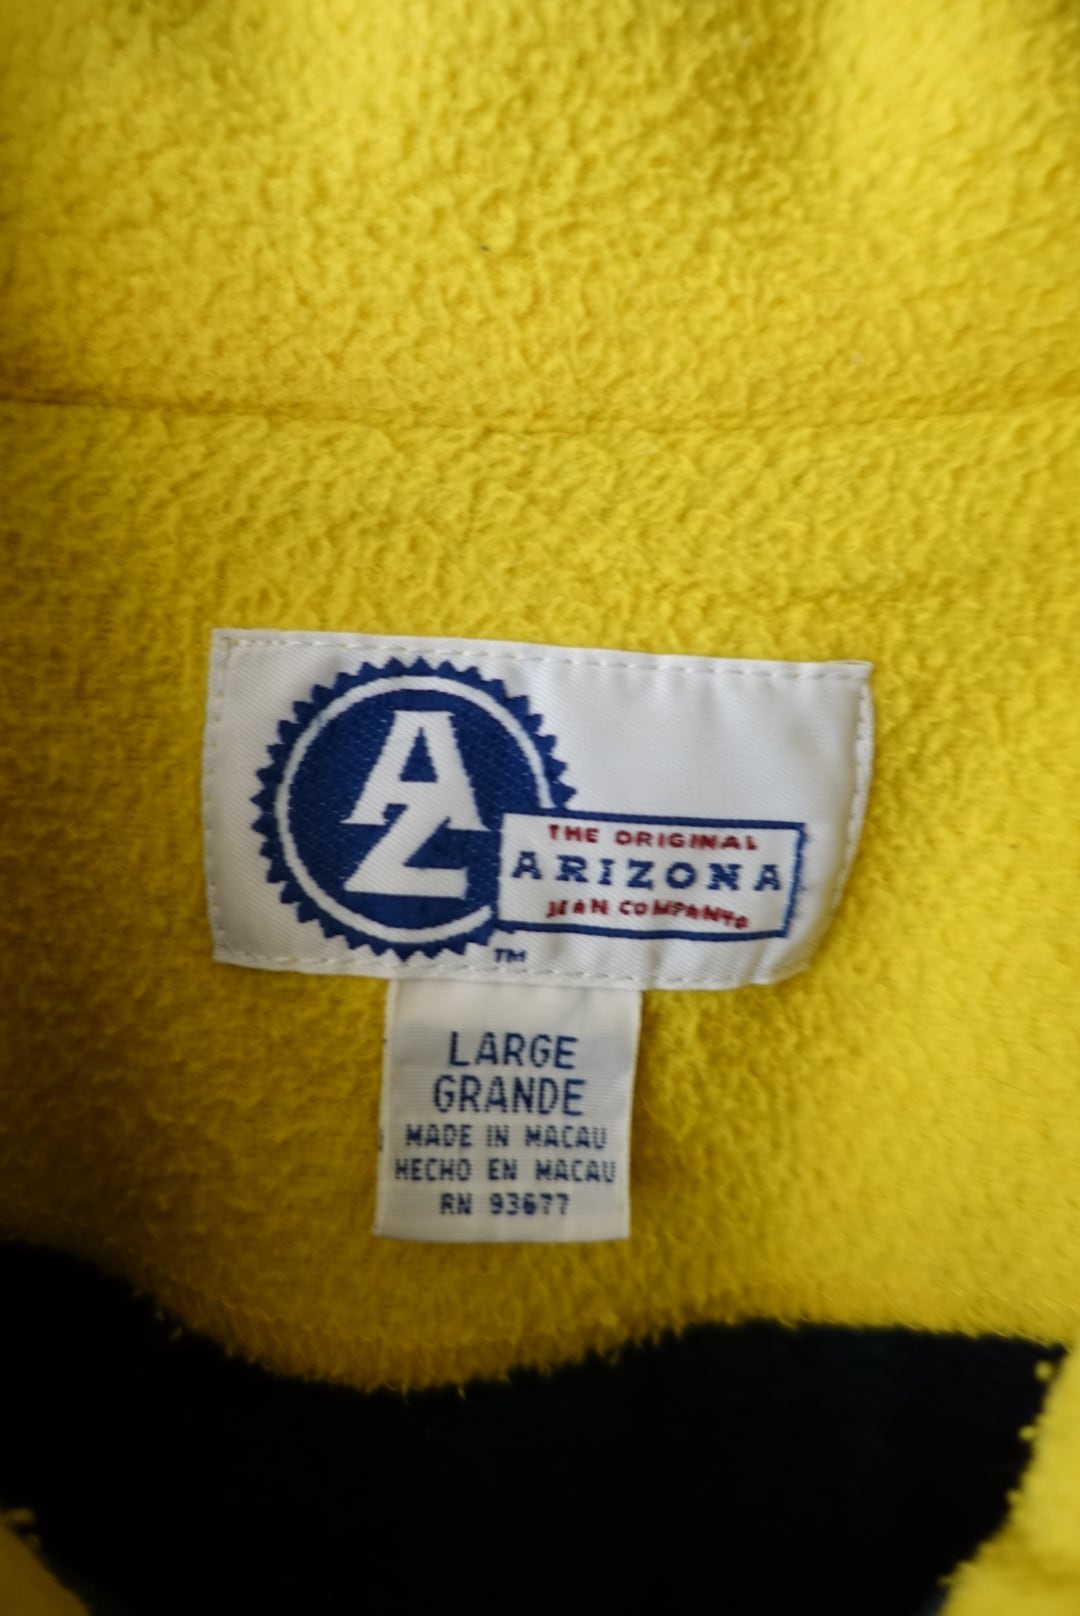 AZ
THE ORIGINAL
ARIZONA
JEAN COMPANY
TM
LARGE
GRANDE
MADE IN MACAU
HECHO EN MACAU
RN 93677